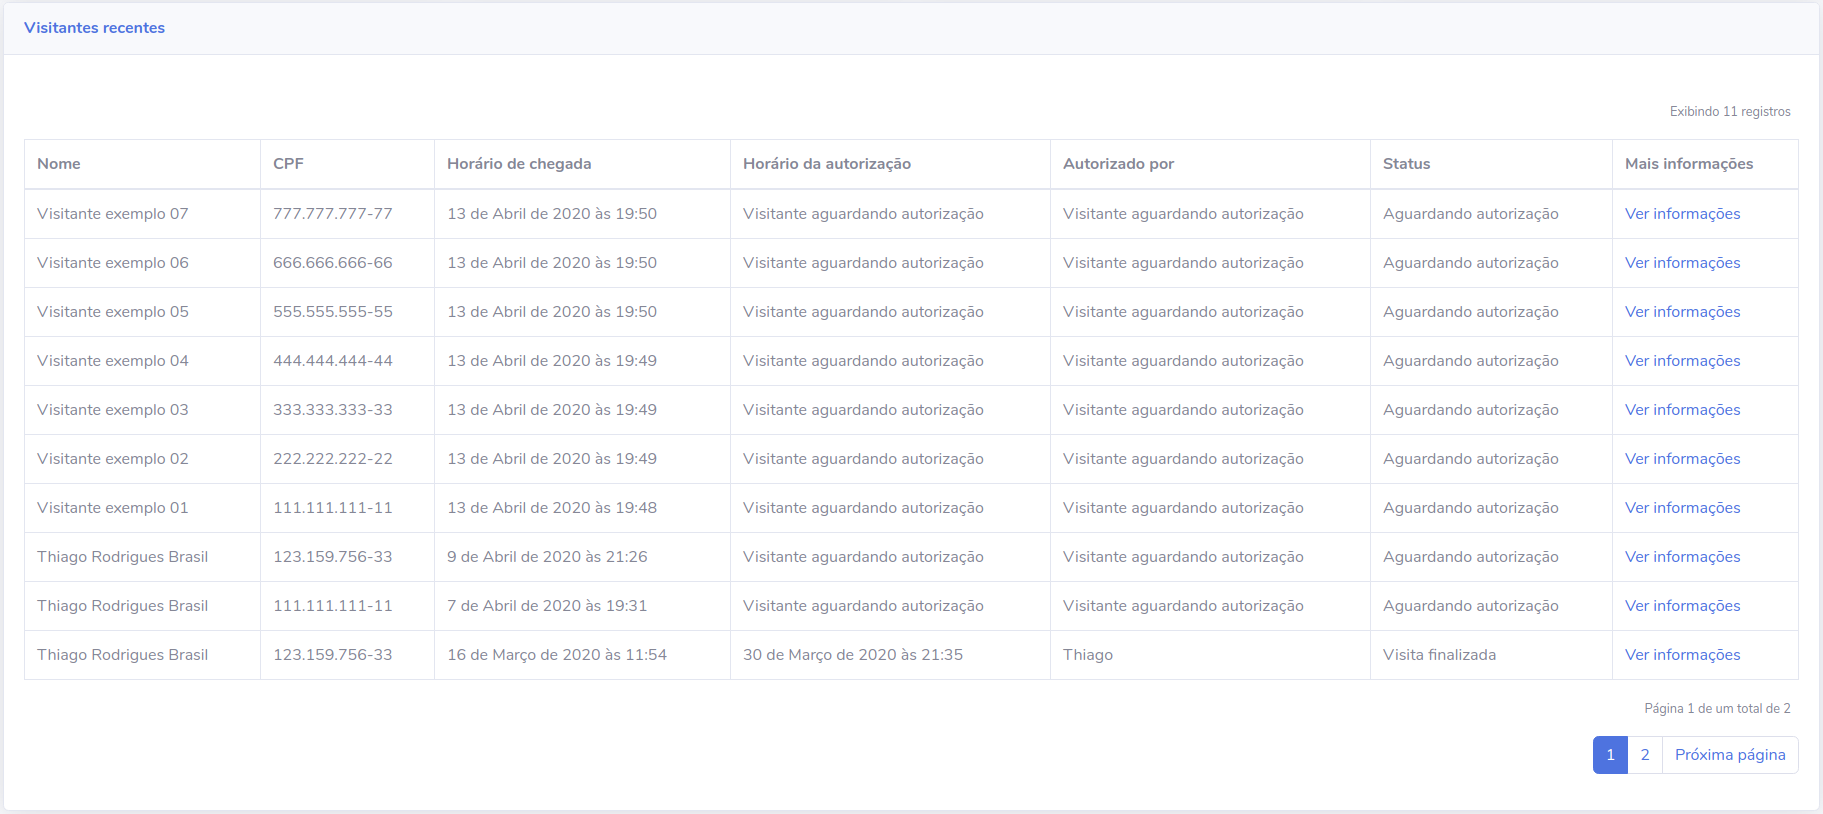 Visitantes recentes
Exibindo 11 registros
Nome CPF Horário de chegada Horário da autorização Autorizado por Status Mais informações
Visitante exemplo 07 777.777.777-77 13 de Abril de 2020 às 19:50 Visitante aguardando autorização Visitante aguardando autorização Aguardando autorização Ver informações
Visitante exemplo 06 666.666.666-66 13 de Abril de 2020 às 19:50 Visitante aguardando autorização Visitante aguardando autorização Aguardando autorização Ver informações
Visitante exemplo 05 555.555.555-55 13 de Abril de 2020 às 19:50 Visitante aguardando autorização Visitante aguardando autorização Aguardando autorização Ver informações
Visitante exemplo 04 444.444.444-44 13 de Abril de 2020 às 19:49 Visitante aguardando autorização Visitante aguardando autorização Aguardando autorização Ver informações
Visitante exemplo 03 333.333.333-33 13 de Abril de 2020 às 19:49 Visitante aguardando autorização Visitante aguardando autorização Aguardando autorização Ver informações
Visitante exemplo 02 222.222.222-22 13 de Abril de 2020 às 19:49 Visitante aguardando autorização Visitante aguardando autorização Aguardando autorização Ver informações
Visitante exemplo 01 111.111.111-11 13 de Abril de 2020 às 19:48 Visitante aguardando autorização Visitante aguardando autorização Aguardando autorização Ver informações
Thiago Rodrigues Brasil 123.159.756-33 9 de Abril de 2020 às 21:26 Visitante aguardando autorização Visitante aguardando autorização Aguardando autorização Ver informações
Thiago Rodrigues Brasil 111.111.111-11 7 de Abril de 2020 às 19:31 Visitante aguardando autorização Visitante aguardando autorização Aguardando autorização Ver informações
Thiago Rodrigues Brasil 123.159.756-33 16 de Março de 2020 às 11:54 30 de Março de 2020 às 21:35 Thiago Visita finalizada Ver informações
Página 1 de um total de 2
1 2 Próxima página